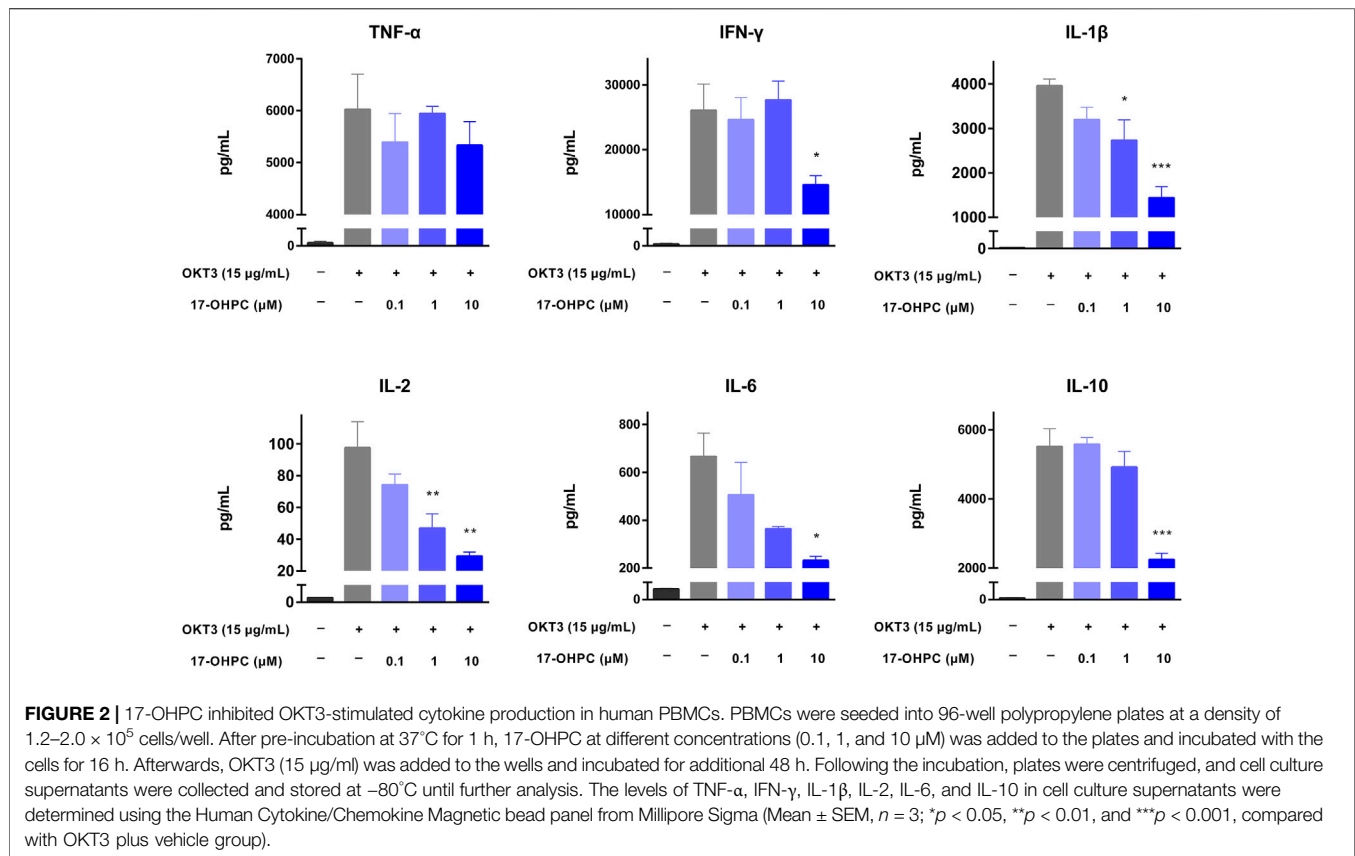 TNF-α
pg/mL
7000
6000
5000
4000
0
OKT3 (15 µg/mL) – + + + +
17-OHPC (µM) – – 0.1 1 10
IFN-γ
pg/mL
30000
20000
10000
0
*
OKT3 (15 µg/mL) – + + + +
17-OHPC (µM) – – 0.1 1 10
IL-1β
pg/mL
4000
3000
2000
1000
0
*
***
OKT3 (15 µg/mL) – + + + +
17-OHPC (µM) – – 0.1 1 10
IL-2
pg/mL
100
80
60
40
20
0
**
**
OKT3 (15 µg/mL) – + + + +
17-OHPC (µM) – – 0.1 1 10
IL-6
pg/mL
800
600
400
200
0
*
OKT3 (15 µg/mL) – + + + +
17-OHPC (µM) – – 0.1 1 10
IL-10
pg/mL
6000
4000
2000
0
***
OKT3 (15 µg/mL) – + + + +
17-OHPC (µM) – – 0.1 1 10
FIGURE 2 | 17-OHPC inhibited OKT3-stimulated cytokine production in human PBMCs. PBMCs were seeded into 96-well polypropylene plates at a density of
1.2–2.0 × 10⁵ cells/well. After pre-incubation at 37°C for 1 h, 17-OHPC at different concentrations (0.1, 1, and 10 µM) was added to the plates and incubated with the
cells for 16 h. Afterwards, OKT3 (15 µg/ml) was added to the wells and incubated for additional 48 h. Following the incubation, plates were centrifuged, and cell culture
supernatants were collected and stored at −80°C until further analysis. The levels of TNF-α, IFN-γ, IL-1β, IL-2, IL-6, and IL-10 in cell culture supernatants were
determined using the Human Cytokine/Chemokine Magnetic bead panel from Millipore Sigma (Mean ± SEM, n = 3; *p < 0.05, **p < 0.01, and ***p < 0.001, compared
with OKT3 plus vehicle group).